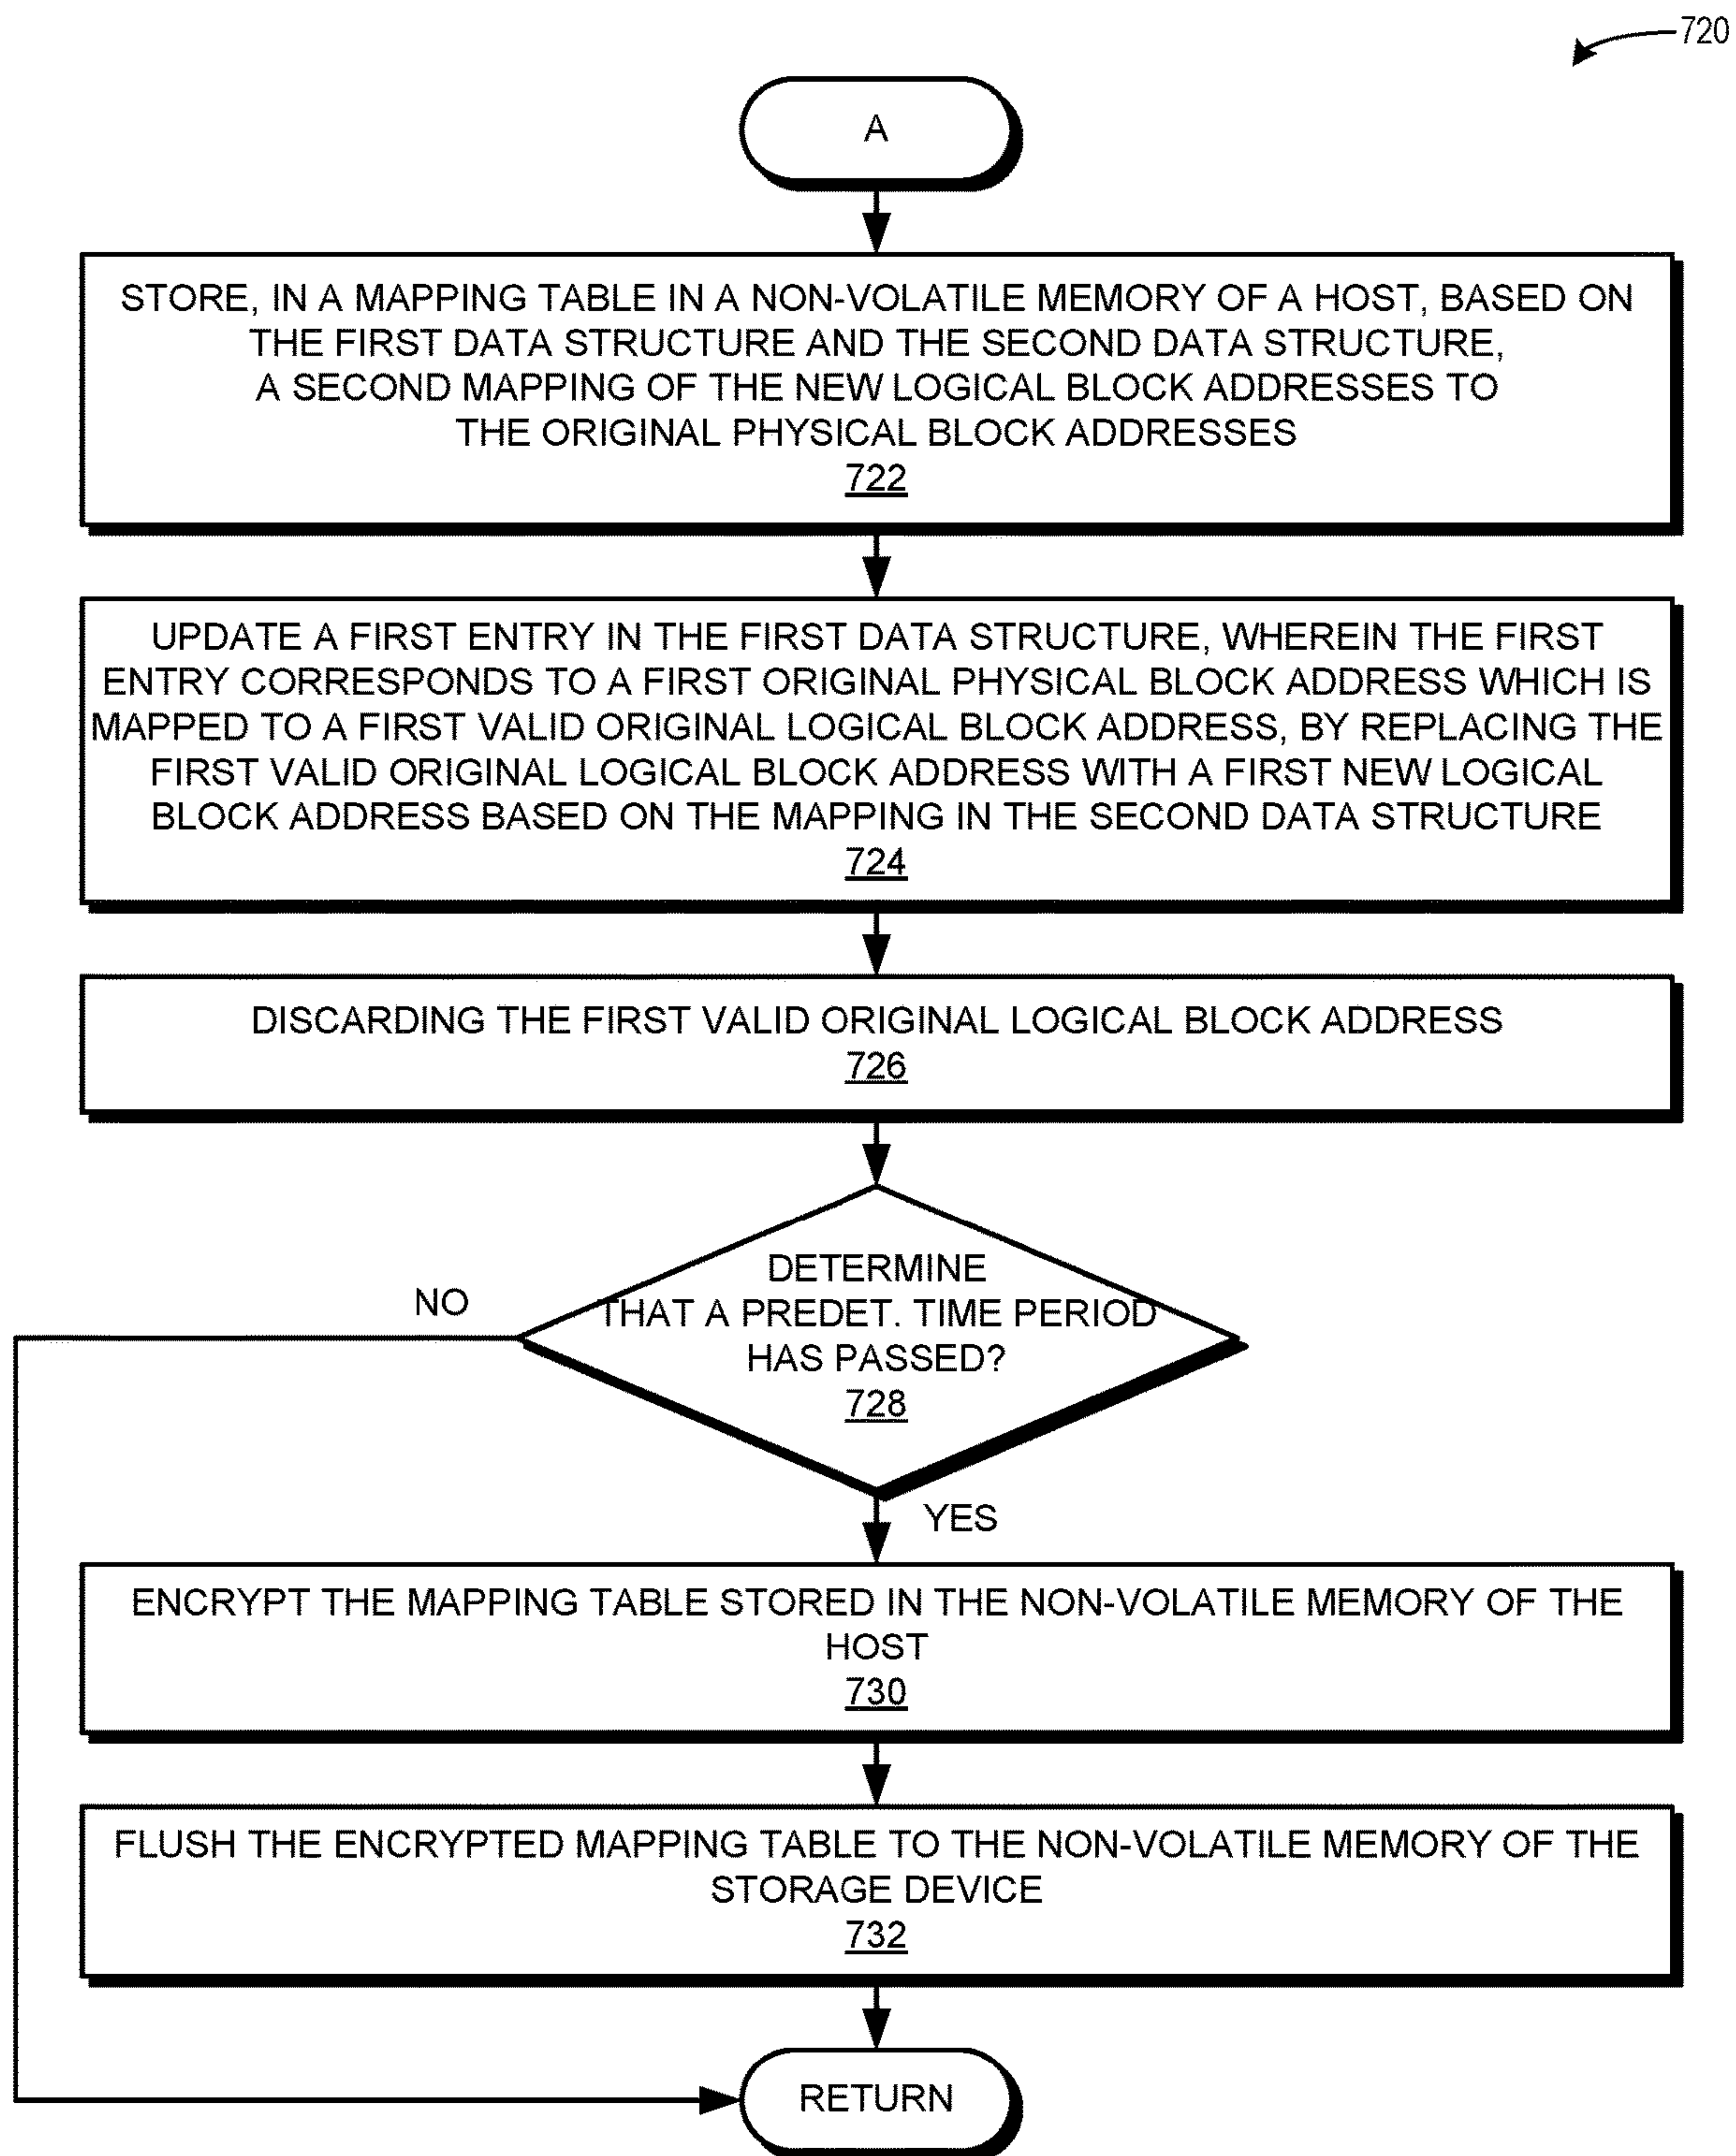 720
A
STORE, IN A MAPPING TABLE IN A NON-VOLATILE MEMORY OF A HOST, BASED ON
THE FIRST DATA STRUCTURE AND THE SECOND DATA STRUCTURE,
A SECOND MAPPING OF THE NEW LOGICAL BLOCK ADDRESSES TO
THE ORIGINAL PHYSICAL BLOCK ADDRESSES
722
UPDATE A FIRST ENTRY IN THE FIRST DATA STRUCTURE, WHEREIN THE FIRST
ENTRY CORRESPONDS TO A FIRST ORIGINAL PHYSICAL BLOCK ADDRESS WHICH IS
MAPPED TO A FIRST VALID ORIGINAL LOGICAL BLOCK ADDRESS, BY REPLACING THE
FIRST VALID ORIGINAL LOGICAL BLOCK ADDRESS WITH A FIRST NEW LOGICAL
BLOCK ADDRESS BASED ON THE MAPPING IN THE SECOND DATA STRUCTURE
724
DISCARDING THE FIRST VALID ORIGINAL LOGICAL BLOCK ADDRESS
726
DETERMINE
THAT A PREDET. TIME PERIOD
HAS PASSED?
728
NO
YES
ENCRYPT THE MAPPING TABLE STORED IN THE NON-VOLATILE MEMORY OF THE
HOST
730
FLUSH THE ENCRYPTED MAPPING TABLE TO THE NON-VOLATILE MEMORY OF THE
STORAGE DEVICE
732
RETURN